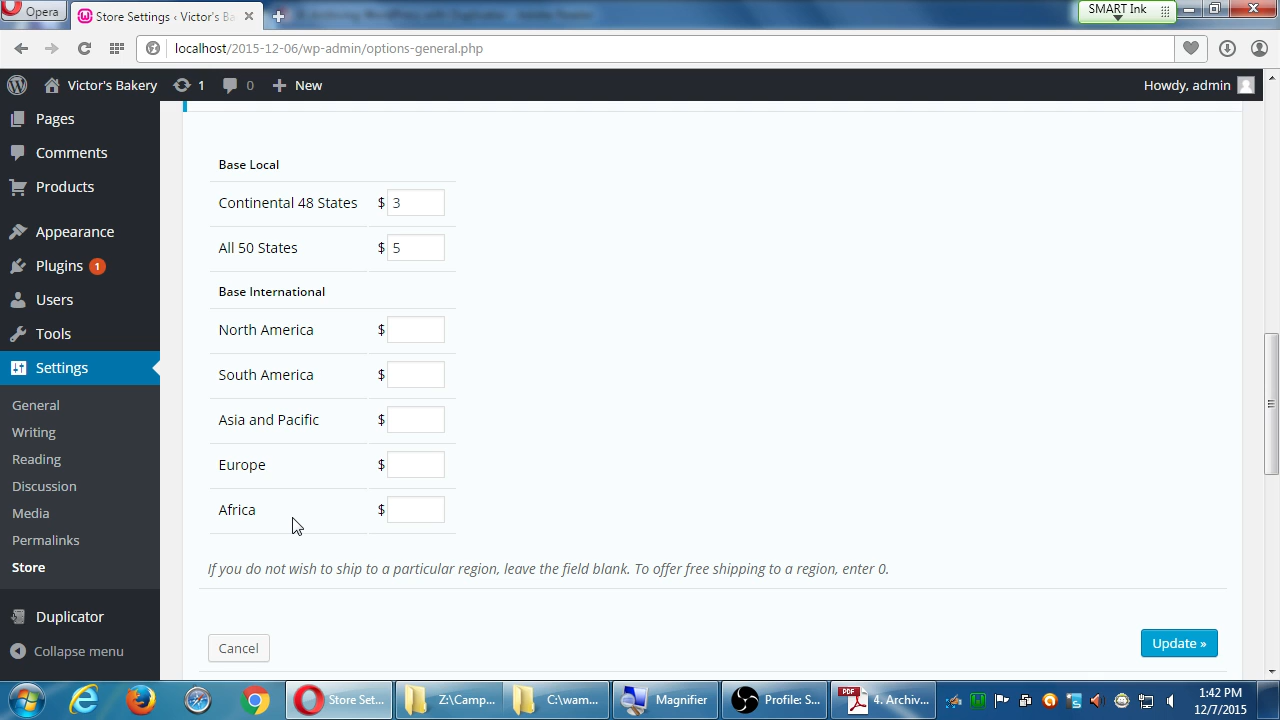 Opera
Store Settings ‹ Victor's Ba
SMART Ink
localhost/2015-12-06/wp-admin/options-general.php
Victor's Bakery
1
0
New
Howdy, admin
Pages
Comments
Products
Appearance
Plugins 1
Users
Tools
Settings
General
Writing
Reading
Discussion
Media
Permalinks
Store
Duplicator
Collapse menu
Base Local
Continental 48 States $ 3
All 50 States $ 5
Base International
North America $
South America $
Asia and Pacific $
Europe $
Africa $
If you do not wish to ship to a particular region, leave the field blank. To offer free shipping to a region, enter 0.
Cancel
Update »
Store Set...
Z:\Camp...
C:\wam...
Magnifier
Profile: S...
PDF
4. Archiv...
1:42 PM
12/7/2015